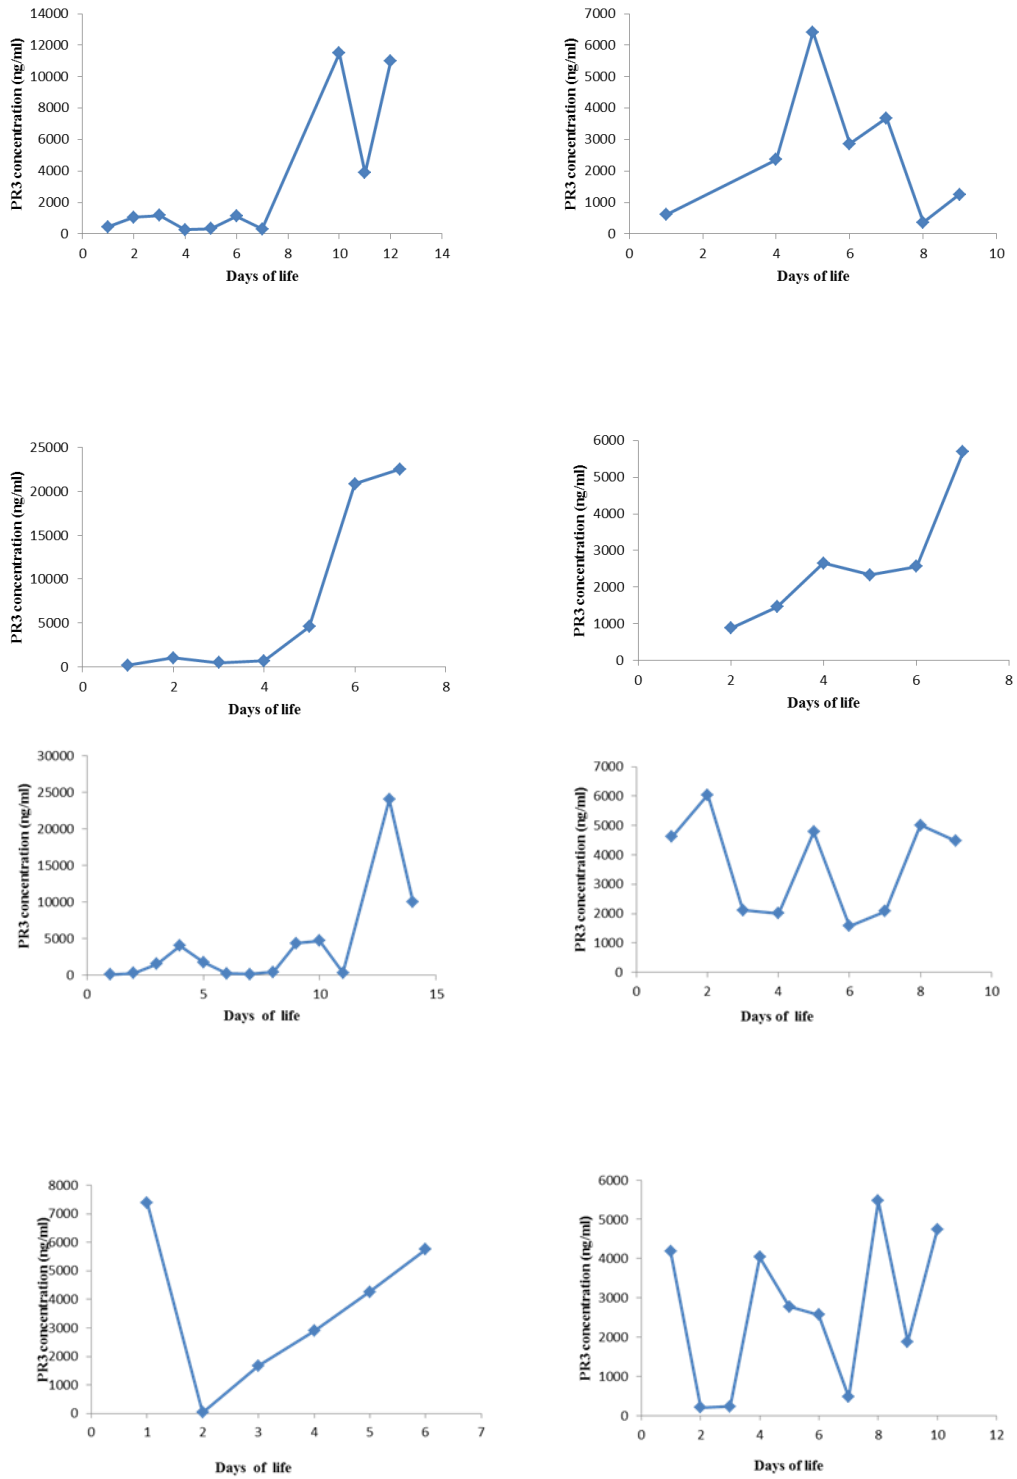 PR3 concentration (ng/ml)
14000
12000
10000
8000
6000
4000
2000
0
0 2 4 6 8 10 12 14
Days of life
PR3 concentration (ng/ml)
7000
6000
5000
4000
3000
2000
1000
0
0 2 4 6 8 10
Days of life
PR3 concentration (ng/ml)
25000
20000
15000
10000
5000
0
0 2 4 6 8
Days of life
PR3 concentration (ng/ml)
6000
5000
4000
3000
2000
1000
0
0 2 4 6 8
Days of life
PR3 concentration (ng/ml)
30000
25000
20000
15000
10000
5000
0
0 5 10 15
Days of life
PR3 concentration (ng/ml)
7000
6000
5000
4000
3000
2000
1000
0
0 2 4 6 8 10
Days of life
PR3 concentration (ng/ml)
8000
7000
6000
5000
4000
3000
2000
1000
0
0 1 2 3 4 5 6 7
Days of life
PR3 concentration (ng/ml)
6000
5000
4000
3000
2000
1000
0
0 2 4 6 8 10 12
Days of life